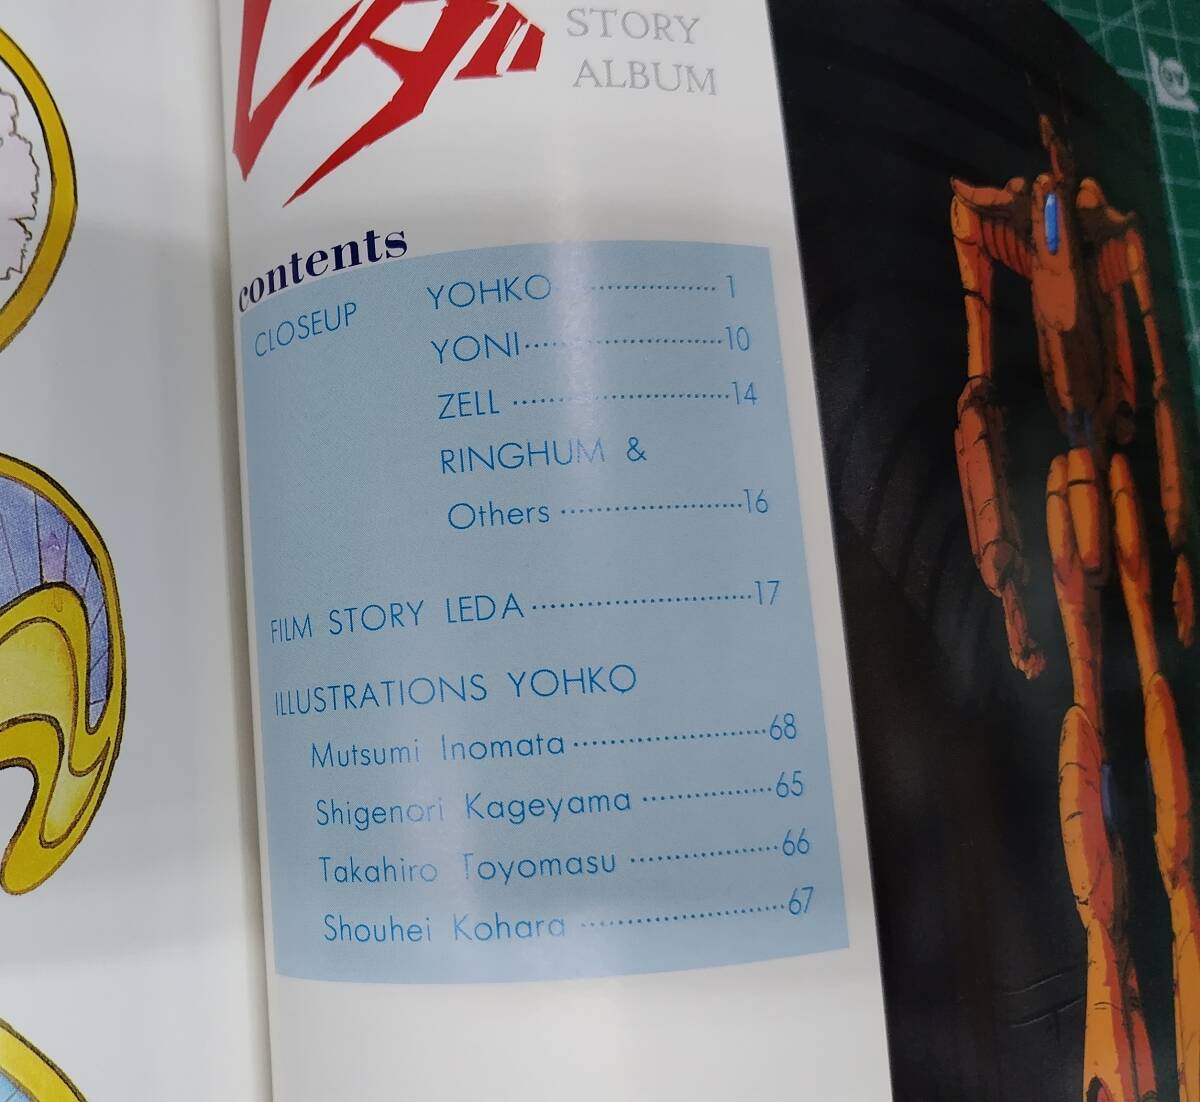 STORY
ALBUM
contents
CLOSEUP YOHKO 1
YONI 10
ZELL 14
RINGHUM &
Others 16
FILM STORY LEDA 17
ILLUSTRATIONS YOHKO
Mutsumi Inomata 68
Shigenori Kageyama 65
Takahiro Toyomasu 66
Shouhei Kohara 67